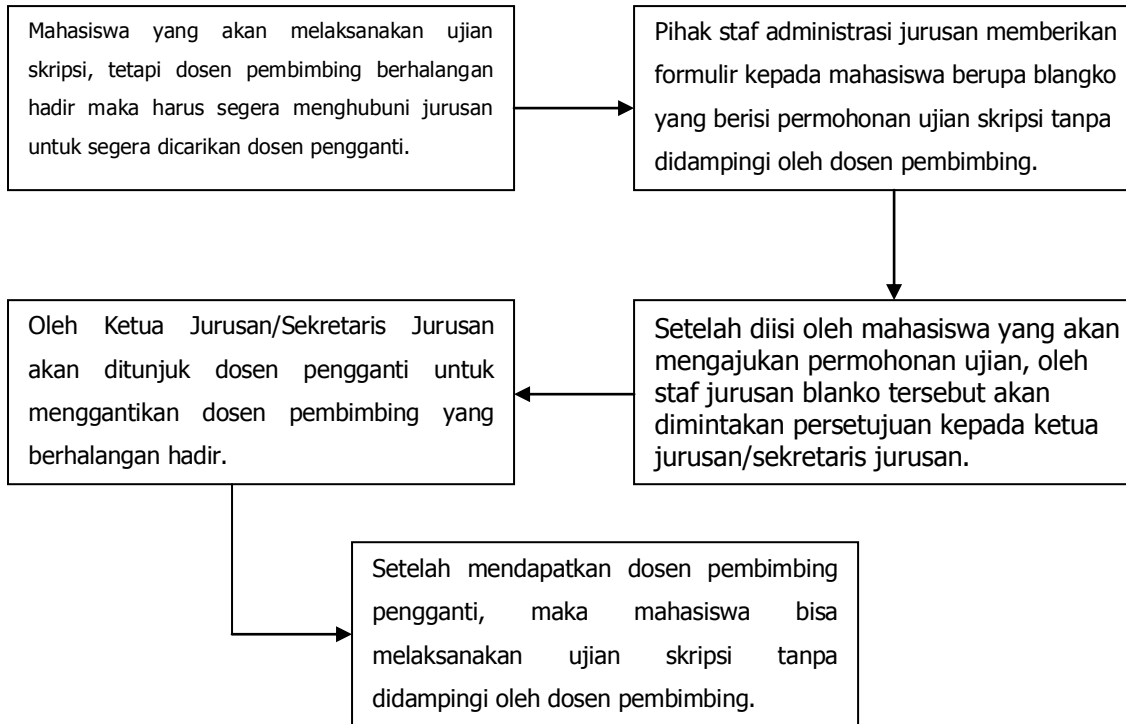 Mahasiswa yang akan melaksanakan ujian
skripsi, tetapi dosen pembimbing berhalangan
hadir maka harus segera menghubuni jurusan
untuk segera dicarikan dosen pengganti.
Pihak staf administrasi jurusan memberikan
formulir kepada mahasiswa berupa blangko
yang berisi permohonan ujian skripsi tanpa
didampingi oleh dosen pembimbing.
Setelah diisi oleh mahasiswa yang akan
mengajukan permohonan ujian, oleh
staf jurusan blanko tersebut akan
dimintakan persetujuan kepada ketua
jurusan/sekretaris jurusan.
Oleh Ketua Jurusan/Sekretaris Jurusan
akan ditunjuk dosen pengganti untuk
menggantikan dosen pembimbing yang
berhalangan hadir.
Setelah mendapatkan dosen pembimbing
pengganti, maka mahasiswa bisa
melaksanakan ujian skripsi tanpa
didampingi oleh dosen pembimbing.